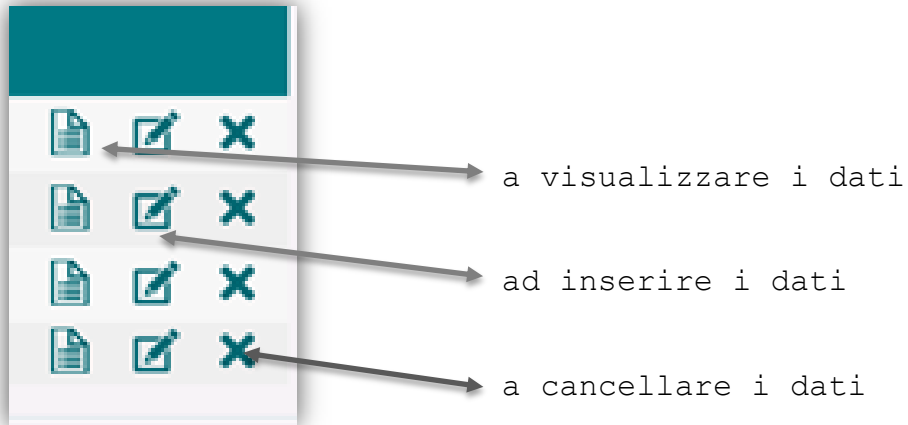 a visualizzare i dati
ad inserire i dati
a cancellare i dati